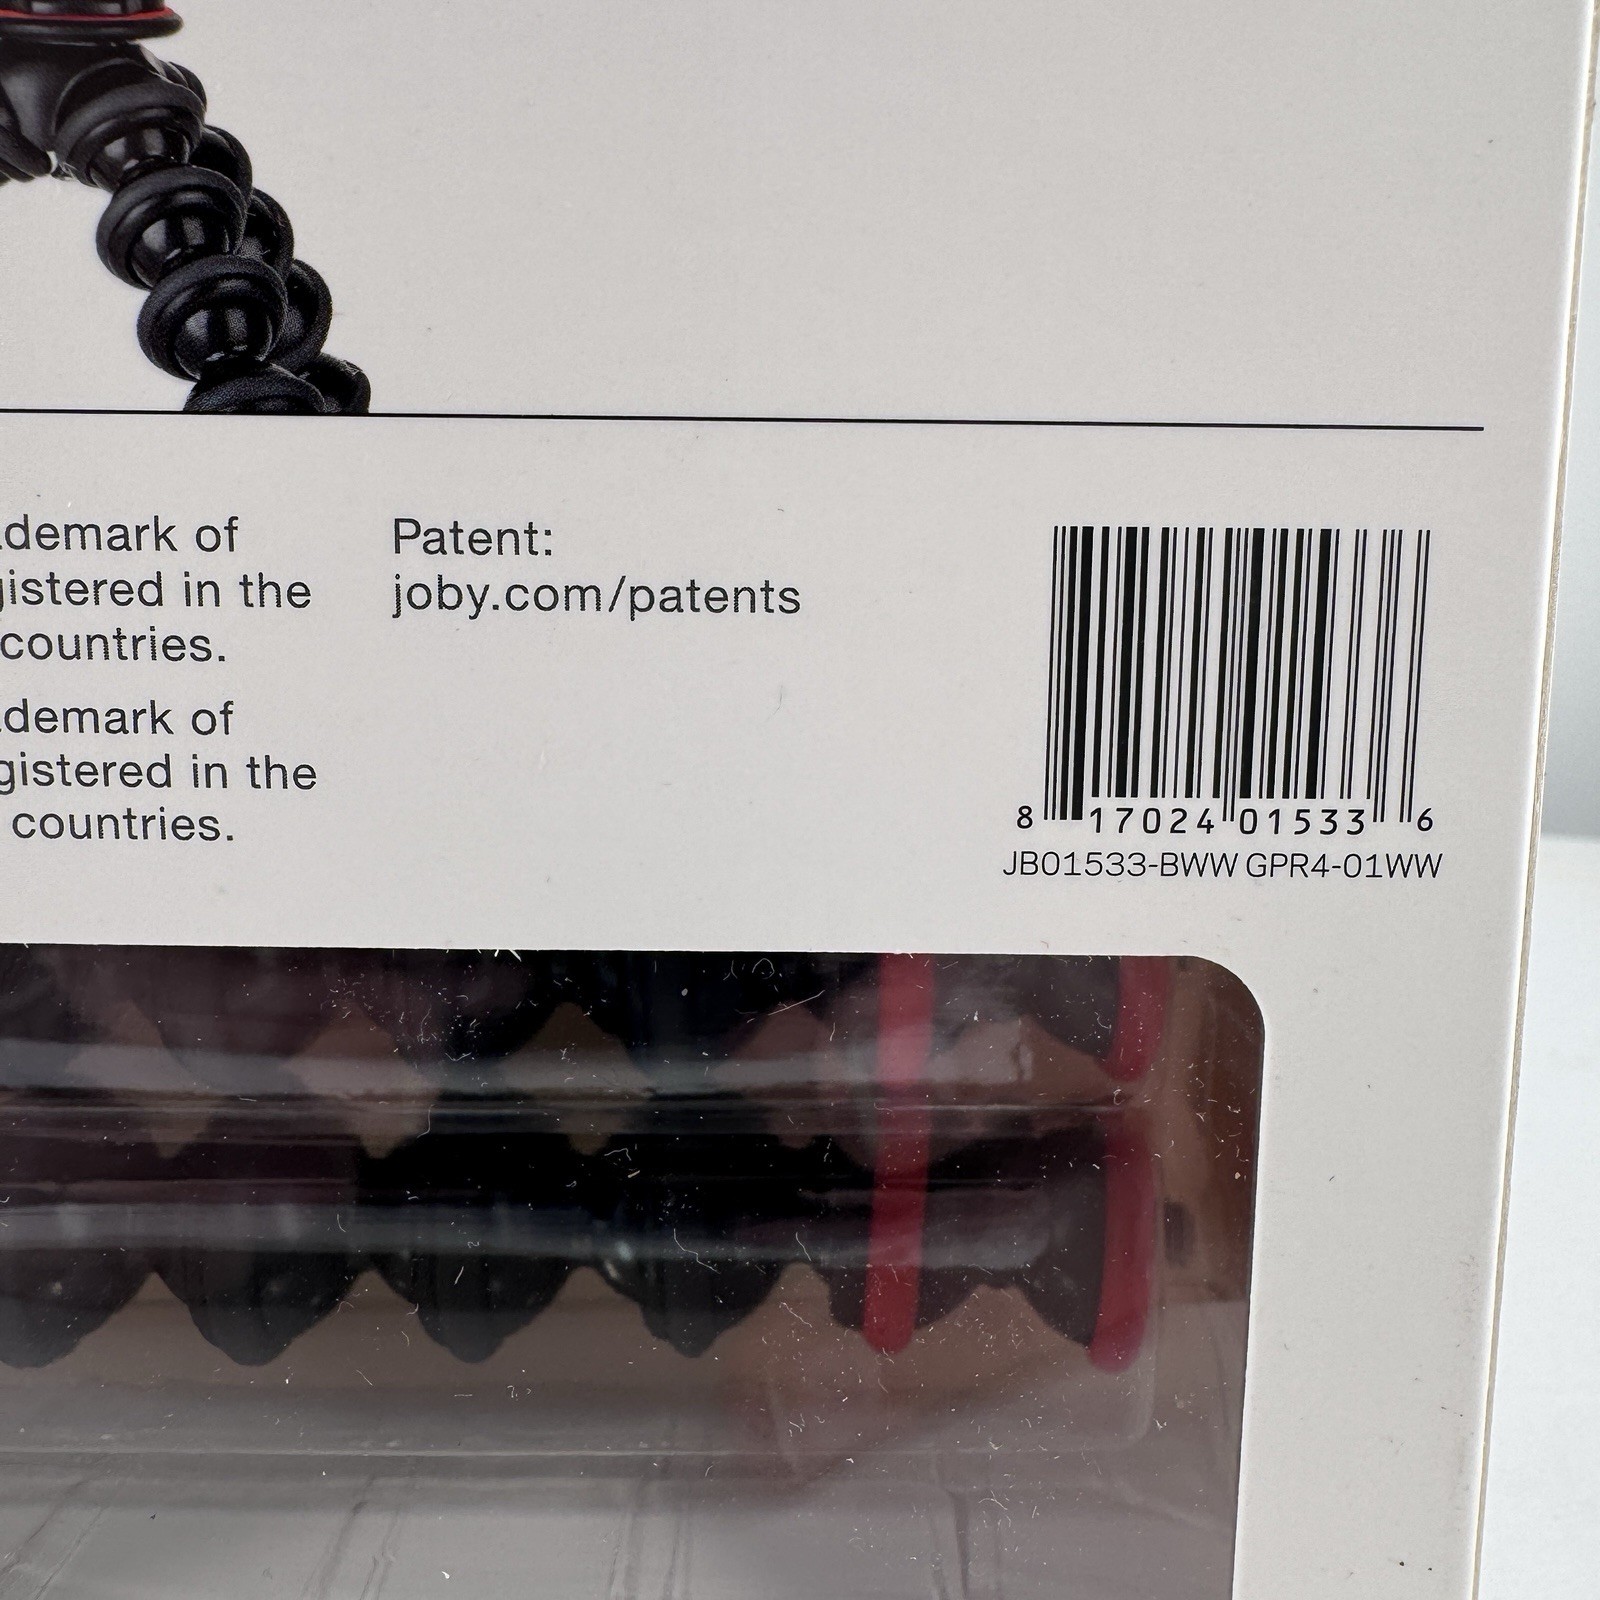 demark of
gistered in the
countries.
demark of
gistered in the
countries.
Patent:
joby.com/patents
8 17024 01533 6
JB01533-BWW GPR4-01WW